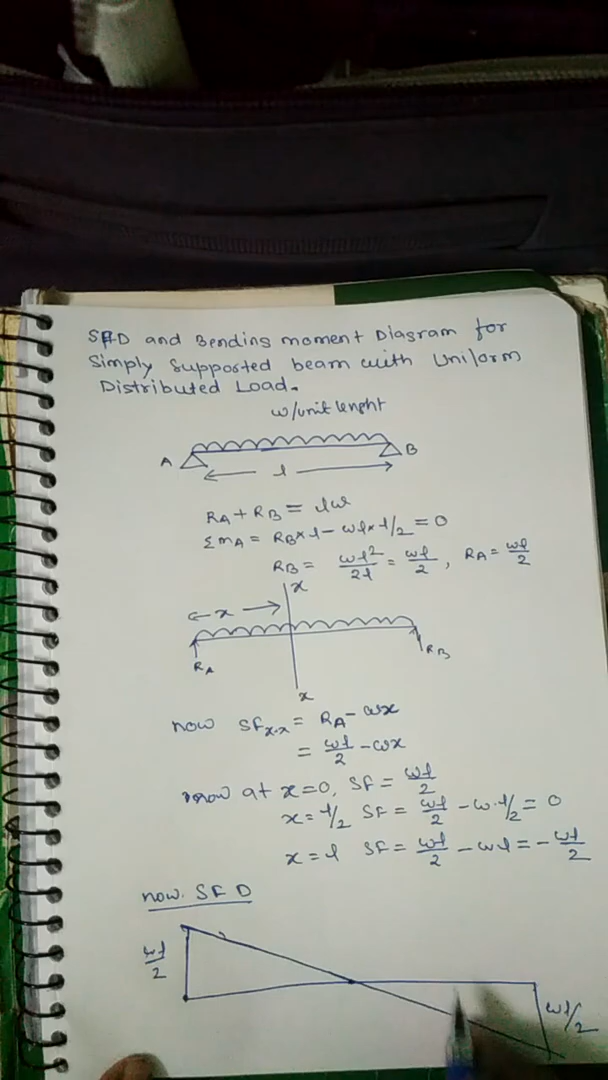 SFD and Bending moment Diagram for
Simply Supported beam with Uniform
Distributed Load.
w/unit lenght
A B
l
RA + RB = lw
ΣmA = RB×l - wl×l/2 = 0
RB = wl²/2l = wl/2, RA = wl/2
x
x
RA RB
x
now SFx-x = RA - wx
= wl/2 - wx
now at x=0, SF = wl/2
x = l/2 SF = wl/2 - w·l/2 = 0
x = l SF = wl/2 - wl = -wl/2
now. SFD
wl/2
wl/2